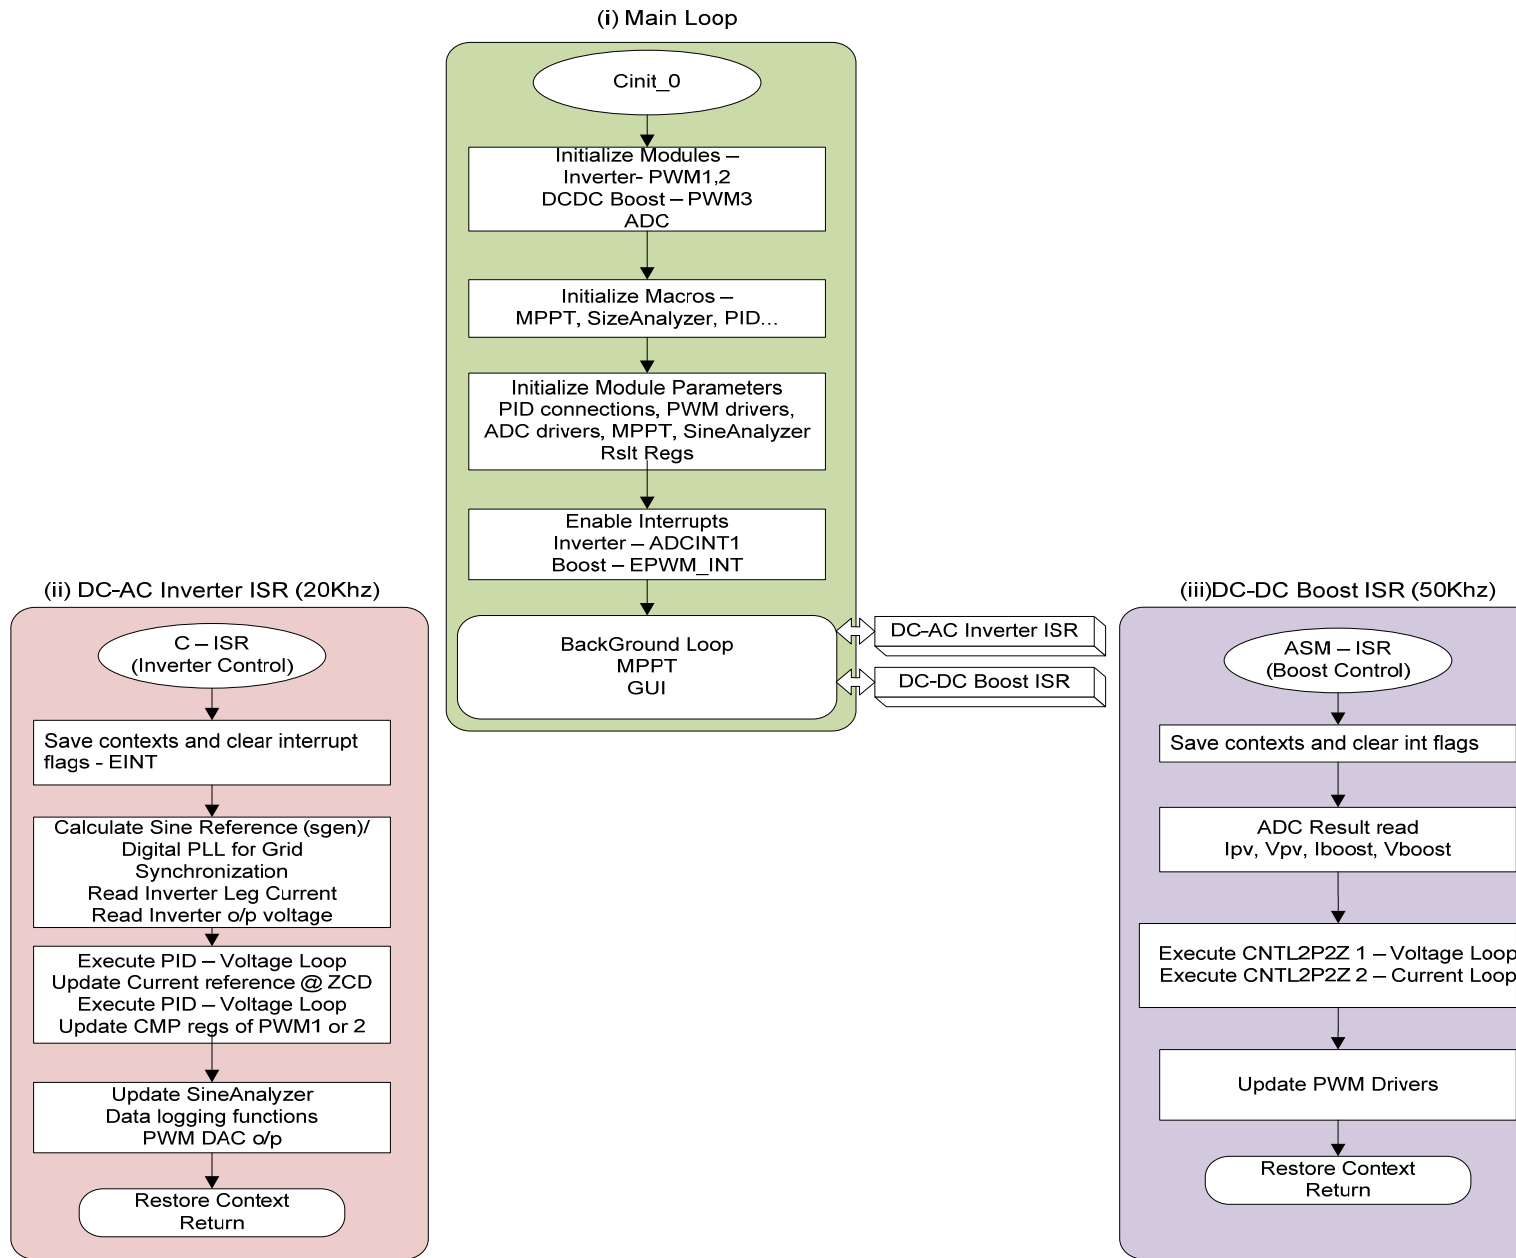 (i) Main Loop
Cinit_0
Initialize Modules –
Inverter- PWM1,2
DCDC Boost – PWM3
ADC
Initialize Macros –
MPPT, SizeAnalyzer, PID...
Initialize Module Parameters
PID connections, PWM drivers,
ADC drivers, MPPT, SineAnalyzer
Rslt Regs
Enable Interrupts
Inverter – ADCINT1
Boost – EPWM_INT
BackGround Loop
MPPT
GUI
DC-AC Inverter ISR
DC-DC Boost ISR
(ii) DC-AC Inverter ISR (20Khz)
C – ISR
(Inverter Control)
Save contexts and clear interrupt
flags - EINT
Calculate Sine Reference (sgen)/
Digital PLL for Grid
Synchronization
Read Inverter Leg Current
Read Inverter o/p voltage
Execute PID – Voltage Loop
Update Current reference @ ZCD
Execute PID – Voltage Loop
Update CMP regs of PWM1 or 2
Update SineAnalyzer
Data logging functions
PWM DAC o/p
Restore Context
Return
(iii)DC-DC Boost ISR (50Khz)
ASM – ISR
(Boost Control)
Save contexts and clear int flags
ADC Result read
Ipv, Vpv, Iboost, Vboost
Execute CNTL2P2Z 1 – Voltage Loop
Execute CNTL2P2Z 2 – Current Loop
Update PWM Drivers
Restore Context
Return